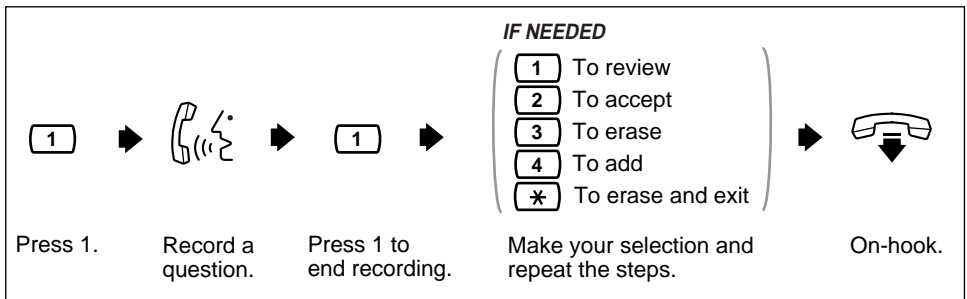 IF NEEDED
1 To review
2 To accept
3 To erase
1
1
4 To add
* To erase and exit
Press 1.
Record a
question.
Press 1 to
end recording.
Make your selection and
repeat the steps.
On-hook.